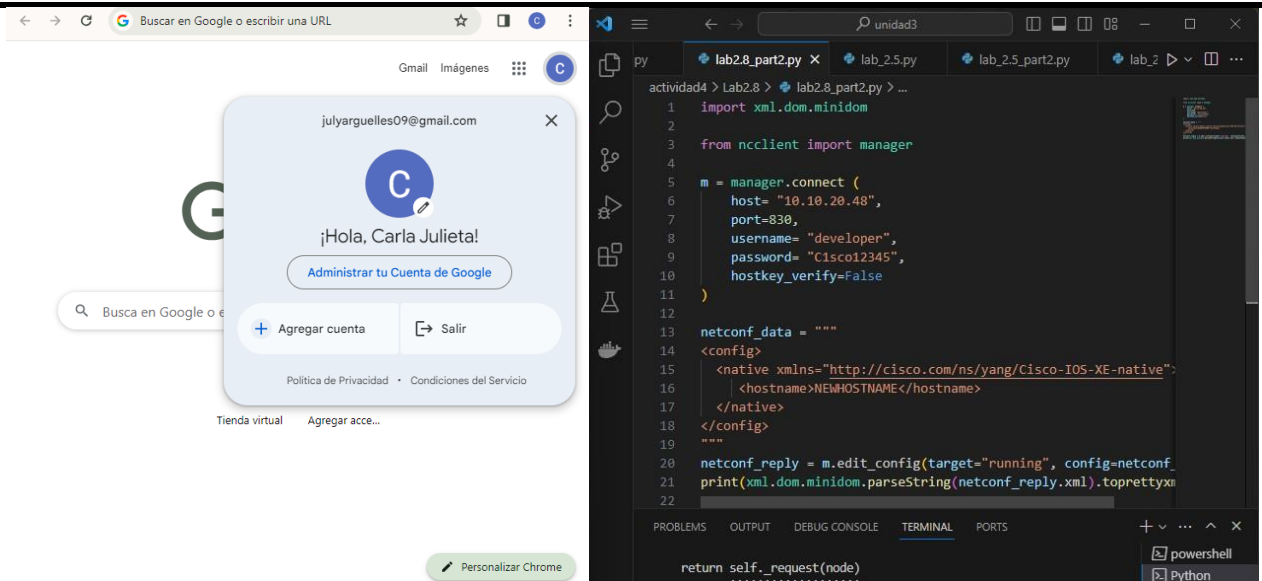 Buscar en Google o escribir una URL
C
Gmail Imágenes
C
julyarguelles09@gmail.com
C
¡Hola, Carla Julieta!
Administrar tu Cuenta de Google
Agregar cuenta
Salir
Política de Privacidad • Condiciones del Servicio
G
Busca en Google o e
Tienda virtual
Agregar acce...
Personalizar Chrome
unidad3
py
lab2.8_part2.py
lab_2.5.py
lab_2.5_part2.py
lab_2
actividad4 > Lab2.8 > lab2.8_part2.py > ...
1 import xml.dom.minidom
2
3 from ncclient import manager
4
5 m = manager.connect (
6 host= "10.10.20.48",
7 port=830,
8 username= "developer",
9 password= "C1sco12345",
10 hostkey_verify=False
11 )
12
13 netconf_data = """
14 <config>
15 <native xmlns="http://cisco.com/ns/yang/Cisco-IOS-XE-native">
16 <hostname>NEWHOSTNAME</hostname>
17 </native>
18 </config>
19 """
20 netconf_reply = m.edit_config(target="running", config=netconf_
21 print(xml.dom.minidom.parseString(netconf_reply.xml).toprettyxm
22
PROBLEMS OUTPUT DEBUG CONSOLE TERMINAL PORTS
return self._request(node)
powershell
Python